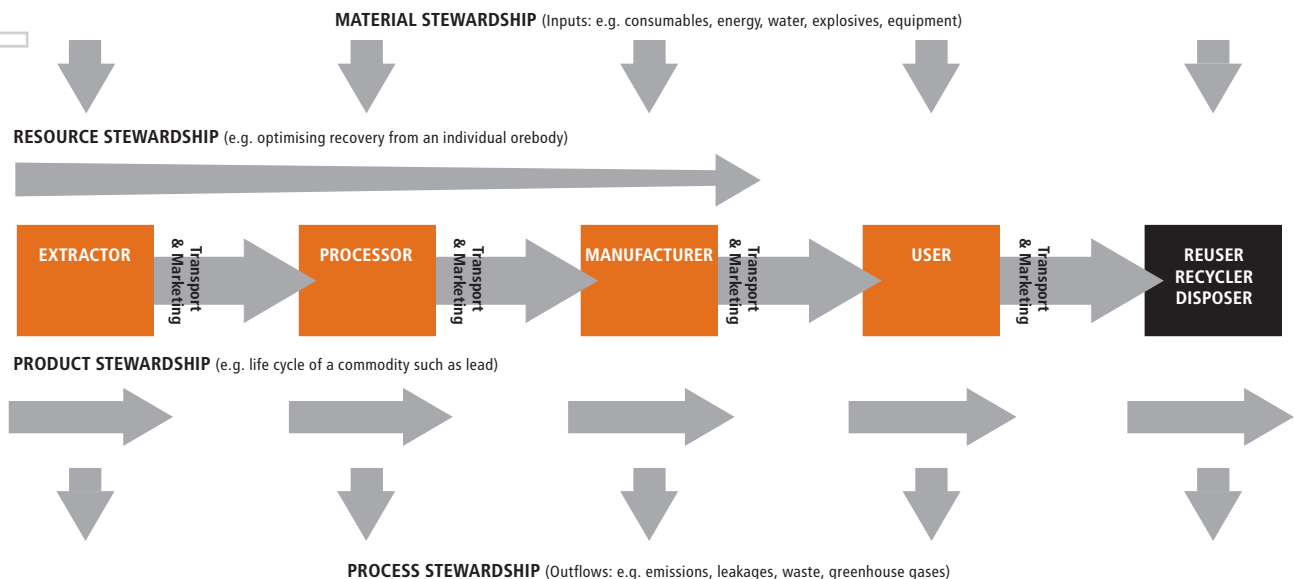 MATERIAL STEWARDSHIP (Inputs: e.g. consumables, energy, water, explosives, equipment)
RESOURCE STEWARDSHIP (e.g. optimising recovery from an individual orebody)
EXTRACTOR
Transport
& Marketing
PROCESSOR
Transport
& Marketing
MANUFACTURER
Transport
& Marketing
USER
Transport
& Marketing
REUSER
RECYCLER
DISPOSER
PRODUCT STEWARDSHIP (e.g. life cycle of a commodity such as lead)
PROCESS STEWARDSHIP (Outflows: e.g. emissions, leakages, waste, greenhouse gases)